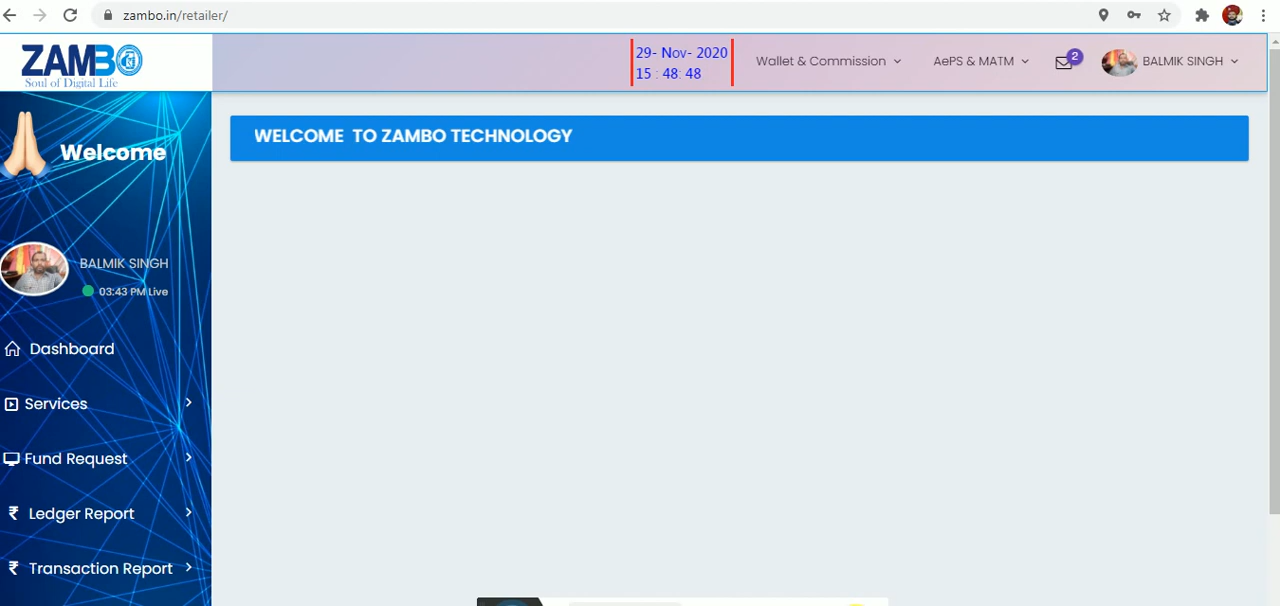 zambo.in/retailer/
ZAMBO
Soul of Digital Life
29- Nov- 2020
15 : 48: 48
Wallet & Commission
AePS & MATM
2
BALMIK SINGH
WELCOME TO ZAMBO TECHNOLOGY
Welcome
BALMIK SINGH
03:43 PM Live
Dashboard
Services
Fund Request
₹ Ledger Report
₹ Transaction Report